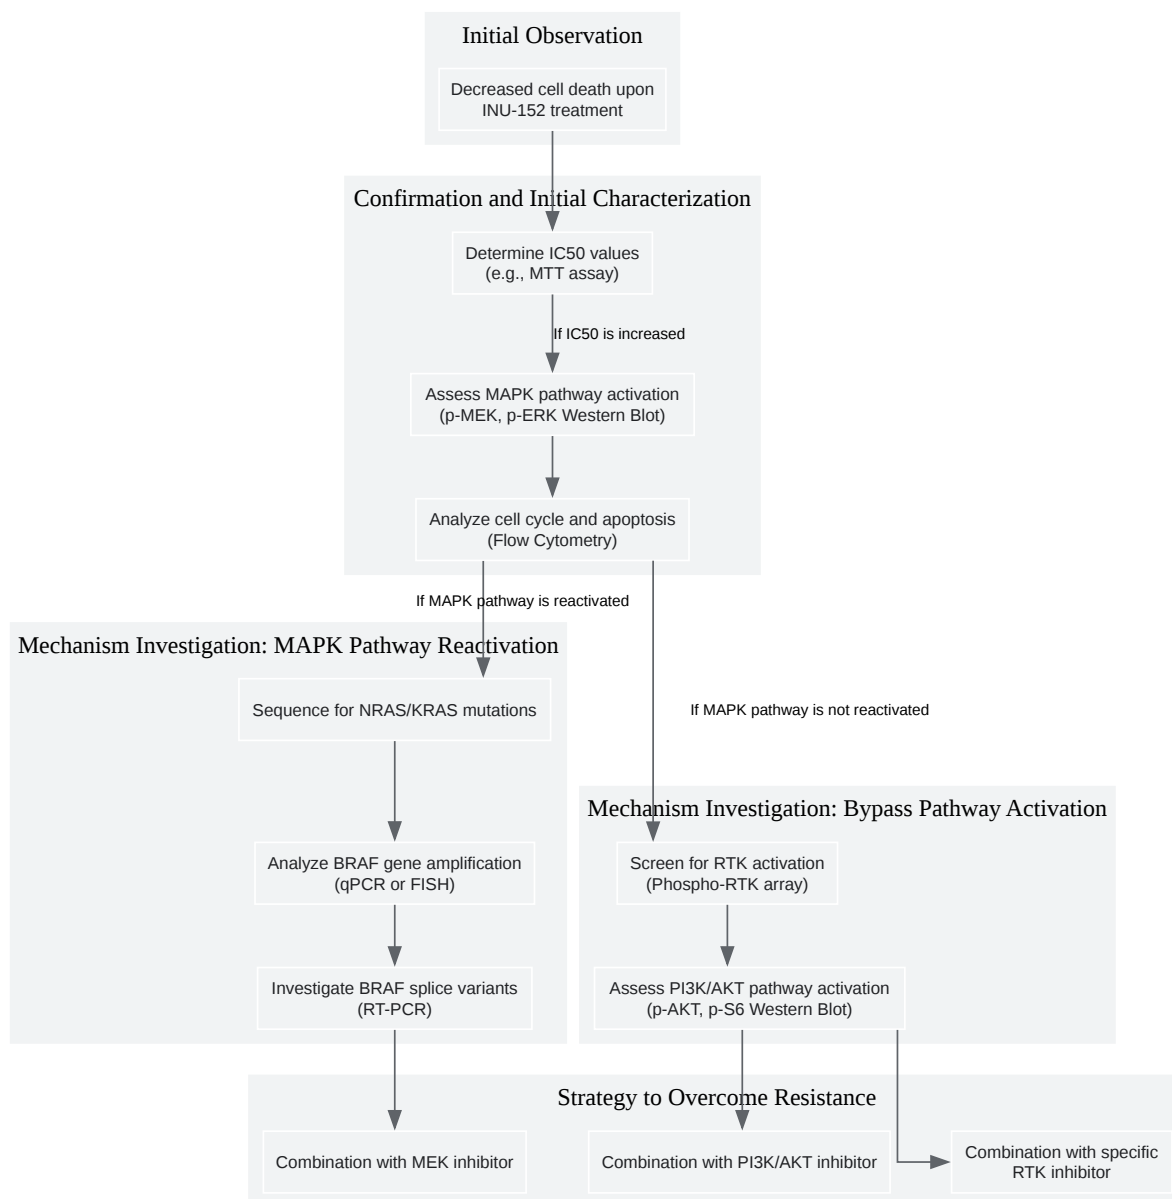 Initial Observation
Decreased cell death upon
INU-152 treatment
Confirmation and Initial Characterization
Determine IC50 values
(e.g., MTT assay)
If IC50 is increased
Assess MAPK pathway activation
(p-MEK, p-ERK Western Blot)
Analyze cell cycle and apoptosis
(Flow Cytometry)
If MAPK pathway is reactivated
Mechanism Investigation: MAPK Pathway Reactivation
Sequence for NRAS/KRAS mutations
Analyze BRAF gene amplification
(qPCR or FISH)
Investigate BRAF splice variants
(RT-PCR)
If MAPK pathway is not reactivated
Mechanism Investigation: Bypass Pathway Activation
Screen for RTK activation
(Phospho-RTK array)
Assess PI3K/AKT pathway activation
(p-AKT, p-S6 Western Blot)
Strategy to Overcome Resistance
Combination with MEK inhibitor
Combination with PI3K/AKT inhibitor
Combination with specific
RTK inhibitor